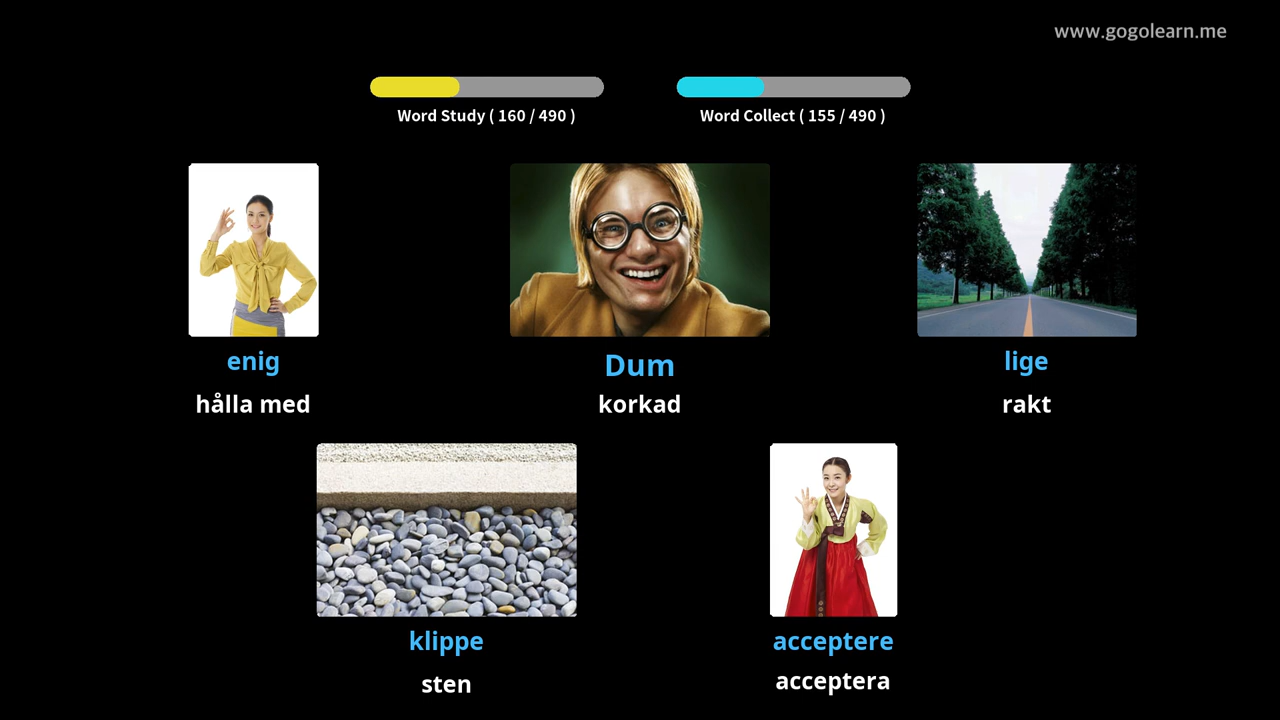 www.gogolearn.me
Word Study ( 160 / 490 )
Word Collect ( 155 / 490 )
enig
hålla med
Dum
korkad
lige
rakt
klippe
sten
acceptere
acceptera